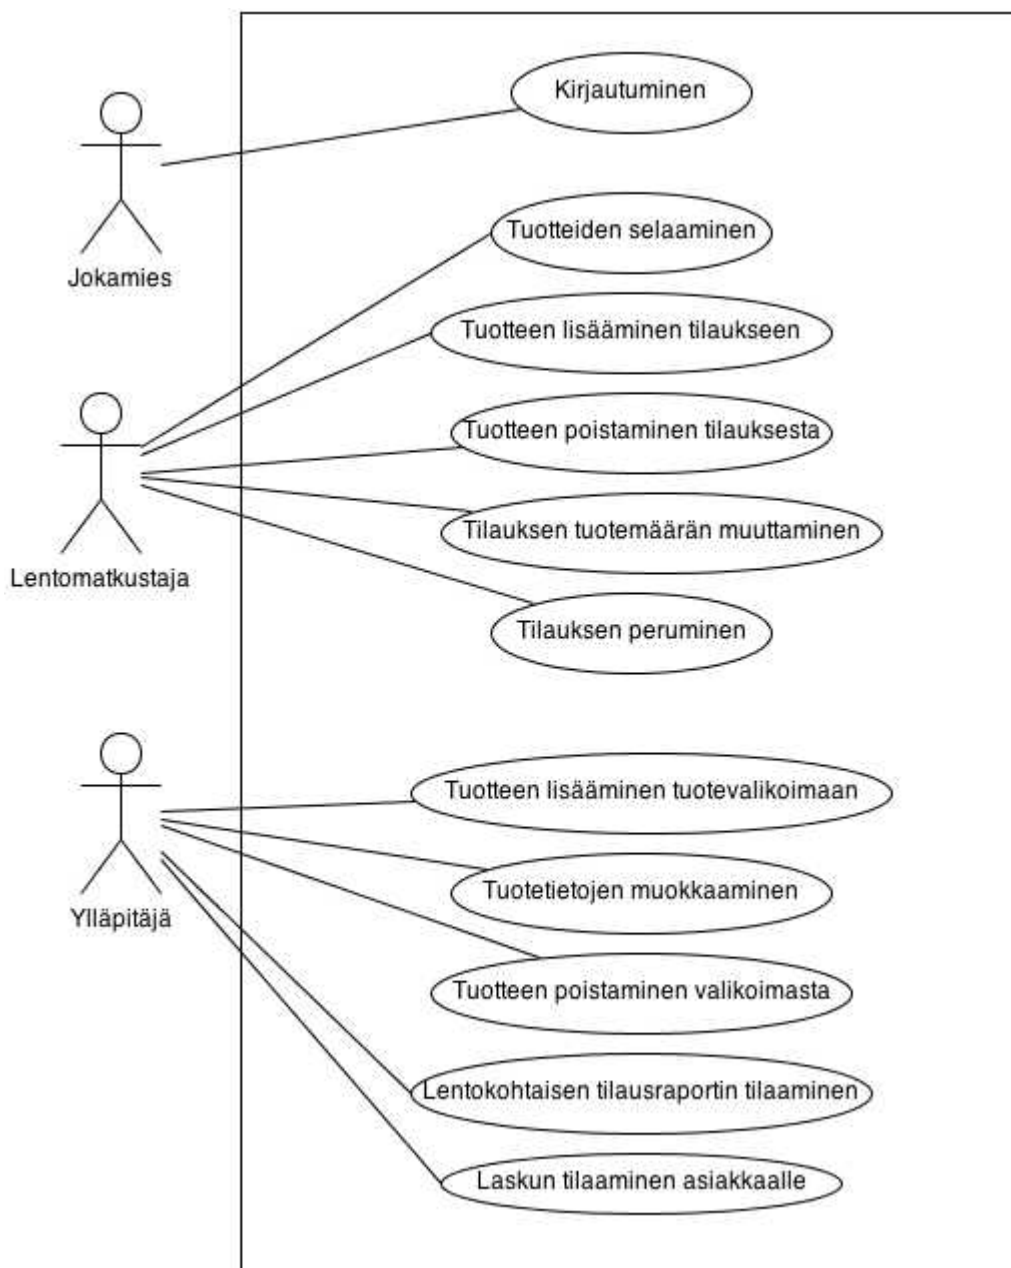 Kirjautuminen
Jokamies
Tuotteiden selaaminen
Tuotteen lisääminen tilaukseen
Tuotteen poistaminen tilauksesta
Tilauksen tuotemäärän muuttaminen
Lentomatkustaja
Tilauksen peruminen
Tuotteen lisääminen tuotevalikoimaan
Tuotetietojen muokkaaminen
Ylläpitäjä
Tuotteen poistaminen valikoimasta
Lentokohtaisen tilausraportin tilaaminen
Laskun tilaaminen asiakkaalle